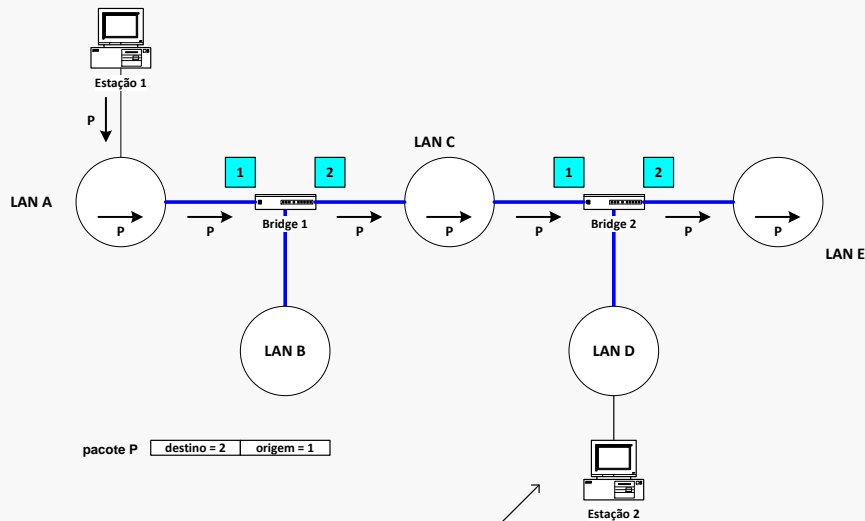 Estação 1
P
LAN C
1
2
1
2
LAN A
P
P
Bridge 1
P
P
P
Bridge 2
P
P
LAN E
LAN B
LAN D
pacote P
destino = 2
origem = 1
Estação 2